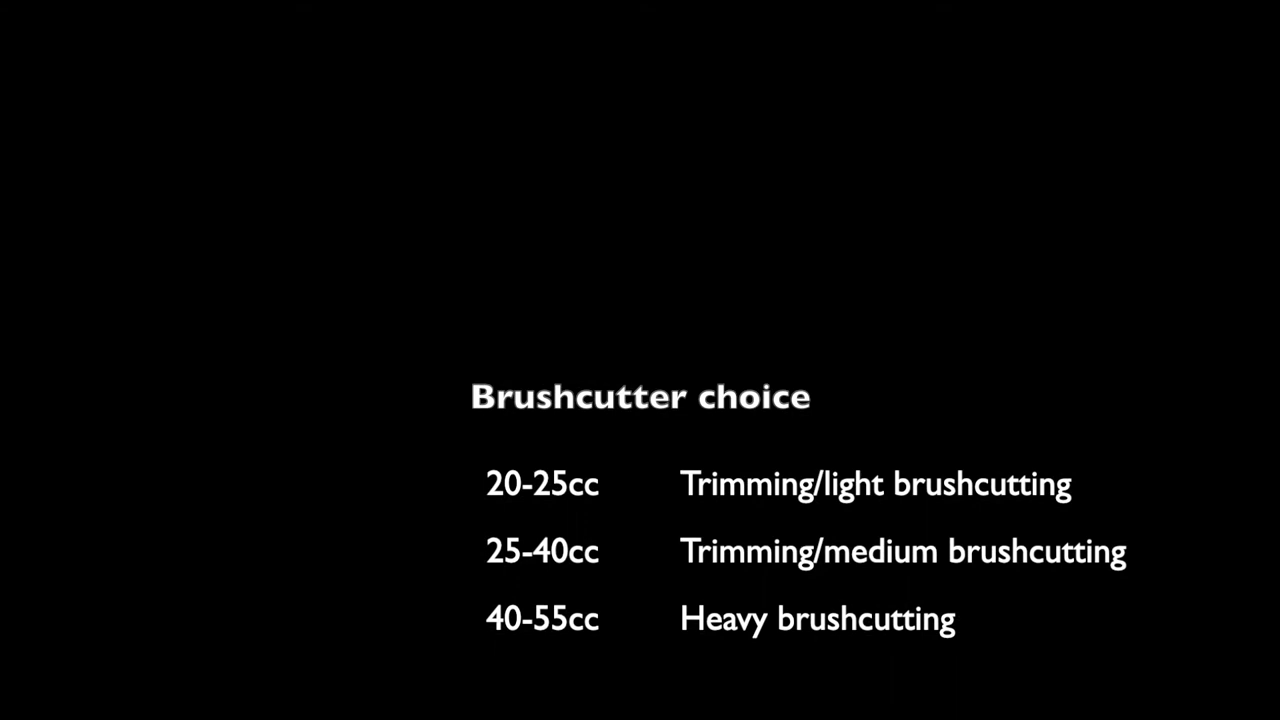 Brushcutter choice
20-25cc Trimming/light brushcutting
25-40cc Trimming/medium brushcutting
40-55cc Heavy brushcutting